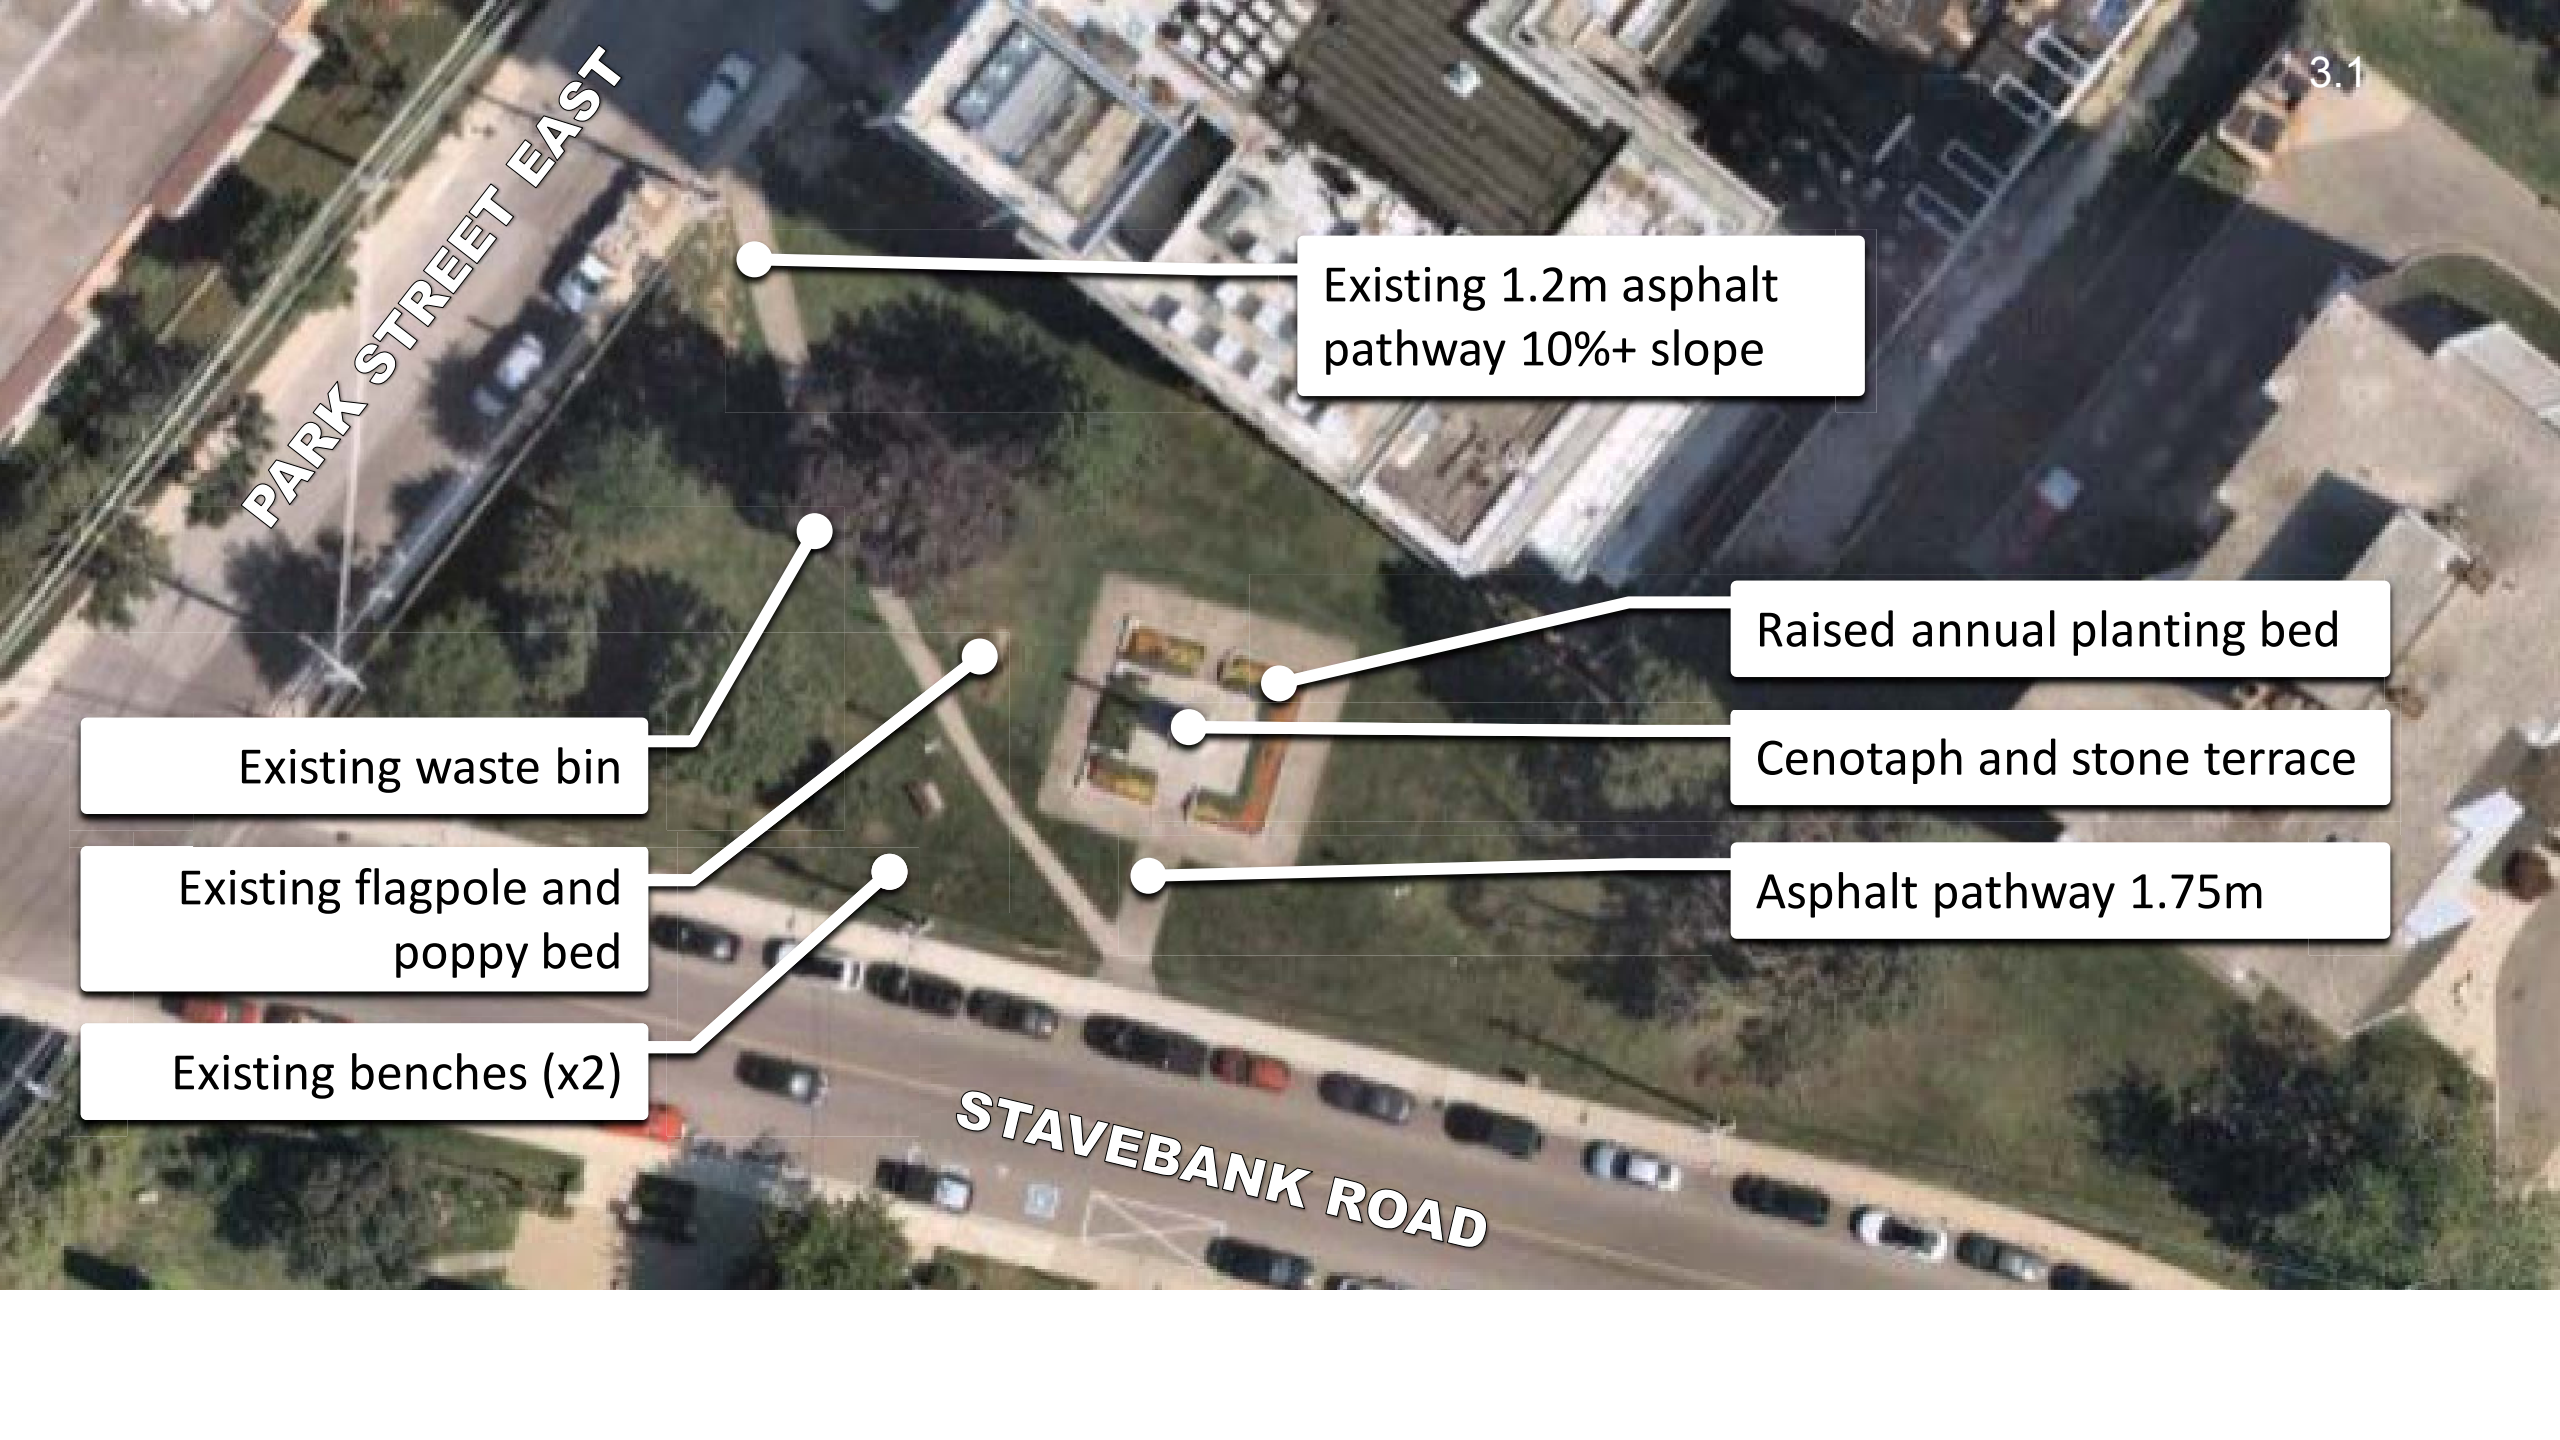 3.1
PARK STREET EAST
Existing 1.2m asphalt
pathway 10%+ slope
Raised annual planting bed
Cenotaph and stone terrace
Asphalt pathway 1.75m
Existing waste bin
Existing flagpole and
poppy bed
Existing benches (x2)
STAVEBANK ROAD